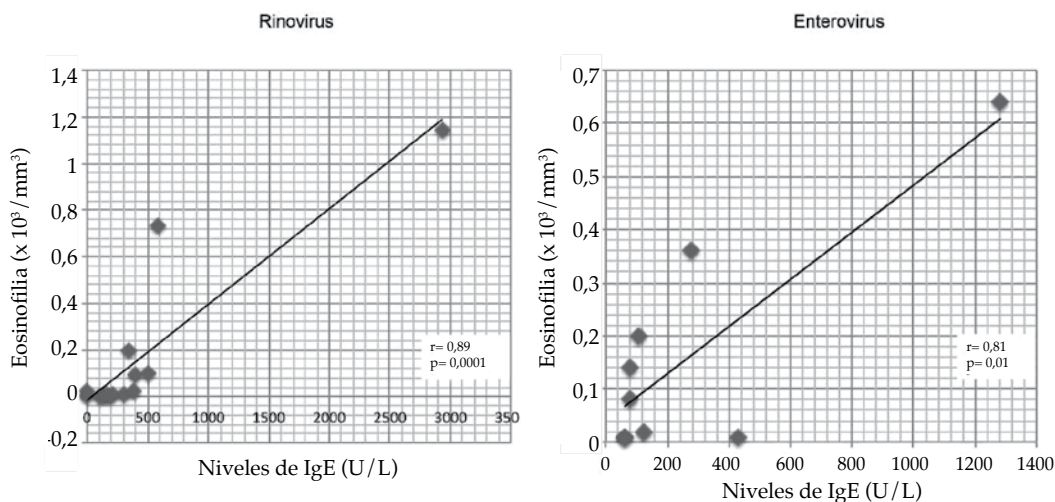 Rinovirus
Eosinofilia (x 10³/mm³)
1,4
1,2
1
0,8
0,6
0,4
0,2
0
-0,2
0 500 1000 1500 2000 2500 3000 350
r= 0,89
p= 0,0001
Niveles de IgE (U/L)
Enterovirus
Eosinofilia (x 10³/mm³)
0,7
0,6
0,5
0,4
0,3
0,2
0,1
0
0 200 400 600 800 1000 1200 1400
r= 0,81
p= 0,01
Niveles de IgE (U/L)